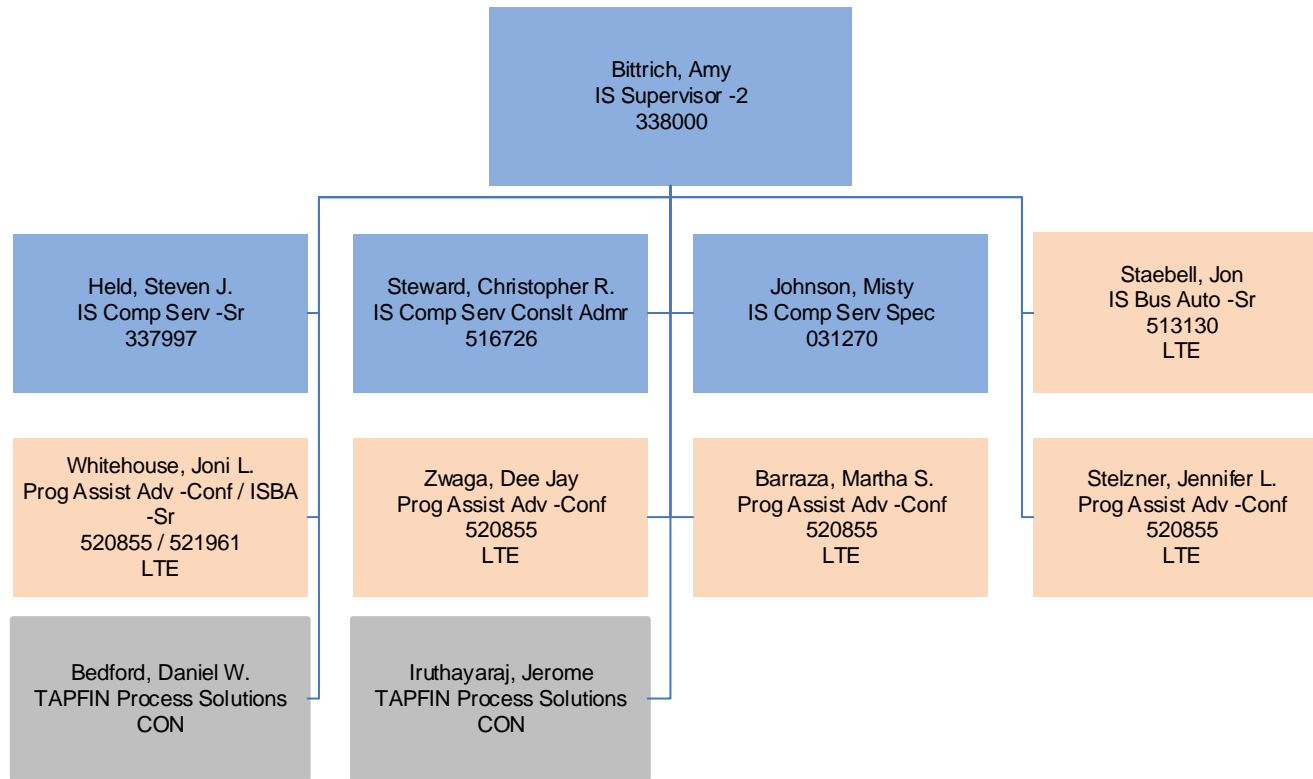 Bittrich, Amy
IS Supervisor -2
338000
Held, Steven J.
IS Comp Serv -Sr
337997
Steward, Christopher R.
IS Comp Serv Conslt Admr
516726
Johnson, Misty
IS Comp Serv Spec
031270
Staebell, Jon
IS Bus Auto -Sr
513130
LTE
Whitehouse, Joni L.
Prog Assist Adv -Conf / ISBA
-Sr
520855 / 521961
LTE
Zwaga, Dee Jay
Prog Assist Adv -Conf
520855
LTE
Barraza, Martha S.
Prog Assist Adv -Conf
520855
LTE
Stelzner, Jennifer L.
Prog Assist Adv -Conf
520855
LTE
Bedford, Daniel W.
TAPFIN Process Solutions
CON
Iruthayaraj, Jerome
TAPFIN Process Solutions
CON